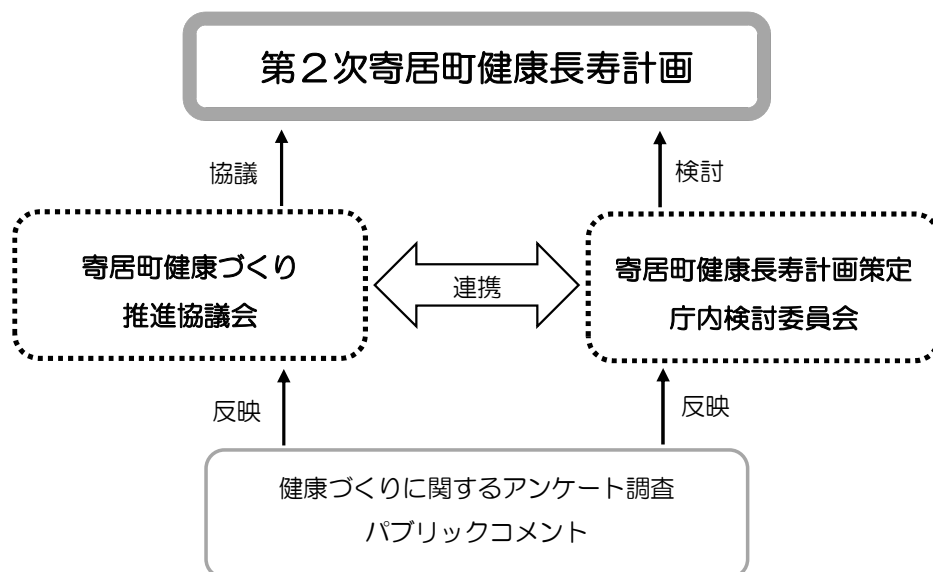 第２次寄居町健康長寿計画
協議
検討
寄居町健康づくり
推進協議会
連携
寄居町健康長寿計画策定
庁内検討委員会
反映
反映
健康づくりに関するアンケート調査
パブリックコメント